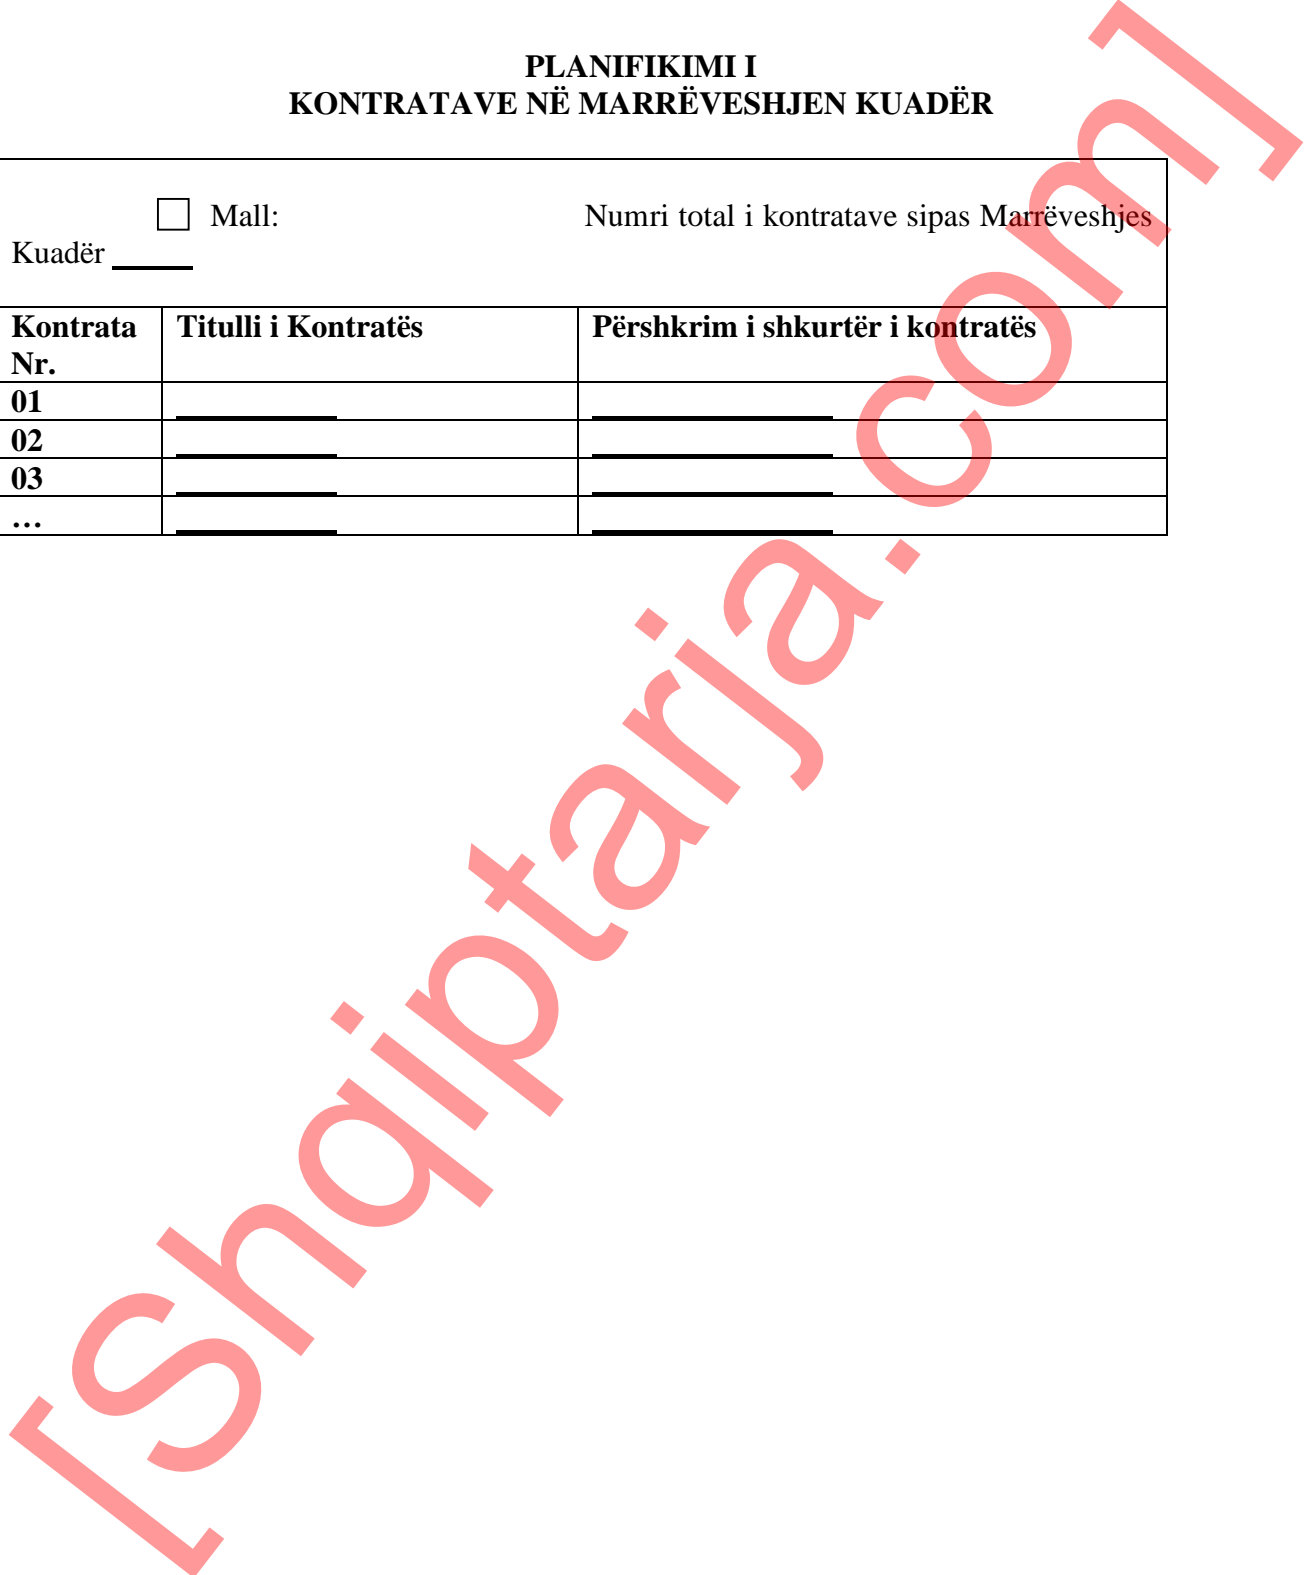 PLANIFIKIMI I
KONTRATAVE NË MARRËVESHJEN KUADËR
Mall: Numri total i kontratave sipas Marrëveshjes
Kuadër
Kontrata Nr. Titulli i Kontratës Përshkrim i shkurtër i kontratës
01
02
03
…
[Shqiptarja.com]